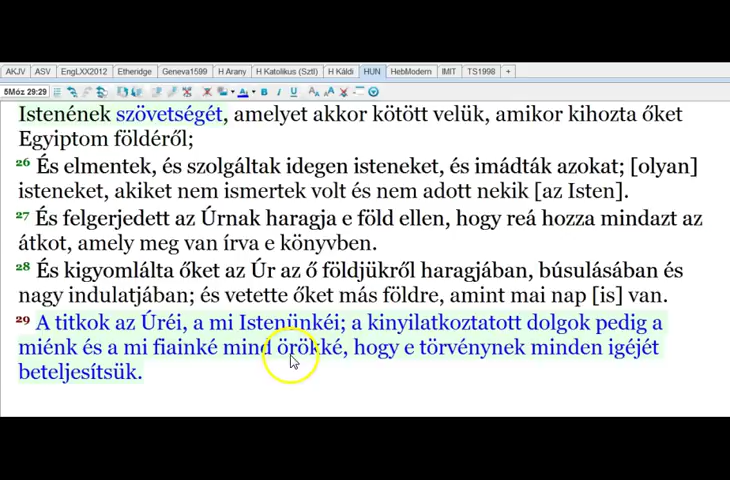 AKJV ASV EngLXX2012 Etheridge Geneva1599 H Arany H Katolikus (SztI) H Káldi HUN HebModern IMIT TS1998 +
5Móz 29:29
Istenének szövetségét, amelyet akkor kötött velük, amikor kihozta őket
Egyiptom földéről;
26 És elmentek, és szolgáltak idegen isteneket, és imádták azokat; [olyan]
isteneket, akiket nem ismertek volt és nem adott nekik [az Isten].
27 És felgerjedett az Úrnak haragja e föld ellen, hogy reá hozza mindazt az
átkot, amely meg van írva e könyvben.
28 És kigyomlálta őket az Úr az ő földjükről haragjában, búsulásában és
nagy indulatjában; és vetette őket más földre, amint mai nap [is] van.
29 A titkok az Úréi, a mi Istenünkéi; a kinyilatkoztatott dolgok pedig a
miénk és a mi fiainké mind örökké, hogy e törvénynek minden igéjét
beteljesítsük.